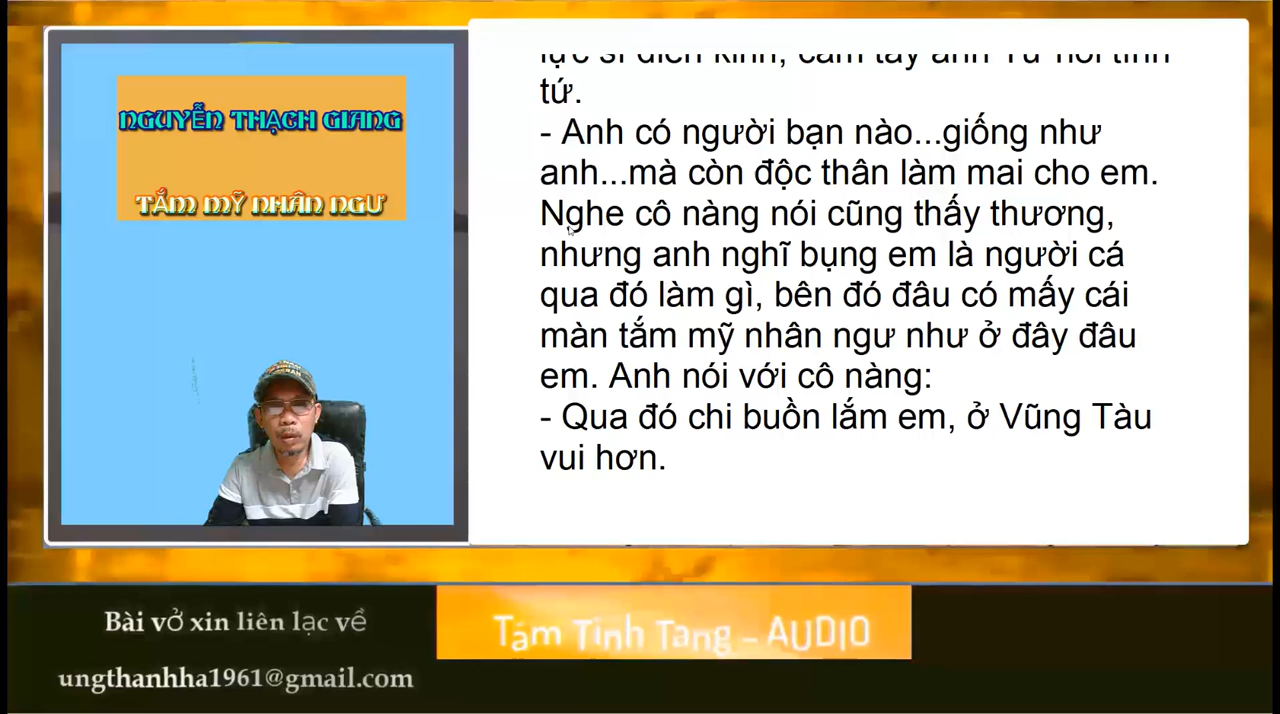 NGUYỄN THẠCH GIANG
TẮM MỸ NHÂN NGƯ
tứ.
- Anh có người bạn nào...giống như
anh...mà còn độc thân làm mai cho em.
Nghe cô nàng nói cũng thấy thương,
nhưng anh nghĩ bụng em là người cá
qua đó làm gì, bên đó đâu có mấy cái
màn tắm mỹ nhân ngư như ở đây đâu
em. Anh nói với cô nàng:
- Qua đó chi buồn lắm em, ở Vũng Tàu
vui hơn.
Bài vở xin liên lạc về
ungthanhha1961@gmail.com
Tám Tình Tang – AUDIO